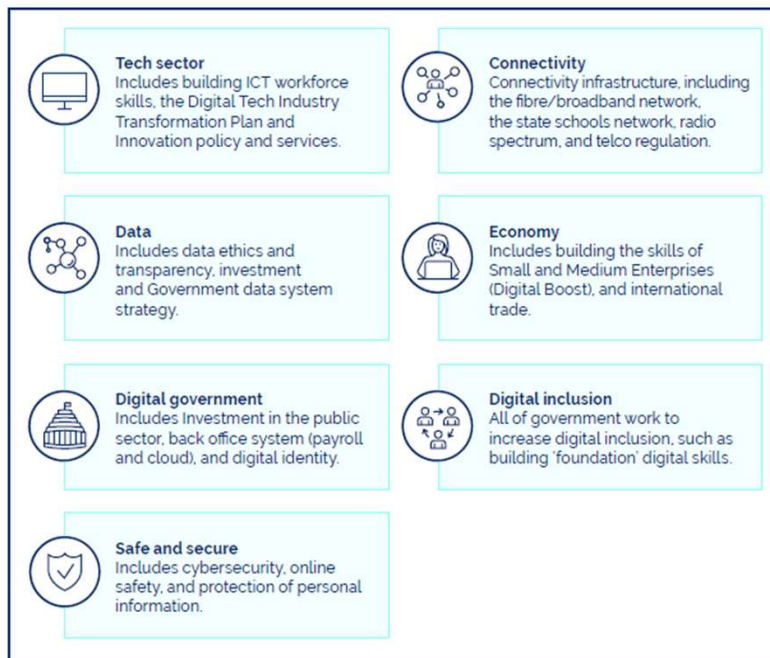 Tech sector
Includes building ICT workforce
skills, the Digital Tech Industry
Transformation Plan and
Innovation policy and services.
Connectivity
Connectivity infrastructure, including
the fibre/broadband network,
the state schools network, radio
spectrum, and telco regulation.
Data
Includes data ethics and
transparency, investment
and Government data system
strategy.
Economy
Includes building the skills of
Small and Medium Enterprises
(Digital Boost), and international
trade.
Digital government
Includes Investment in the public
sector, back office system (payroll
and cloud), and digital identity.
Digital inclusion
All of government work to
increase digital inclusion, such as
building 'foundation' digital skills.
Safe and secure
Includes cybersecurity, online
safety, and protection of personal
information.